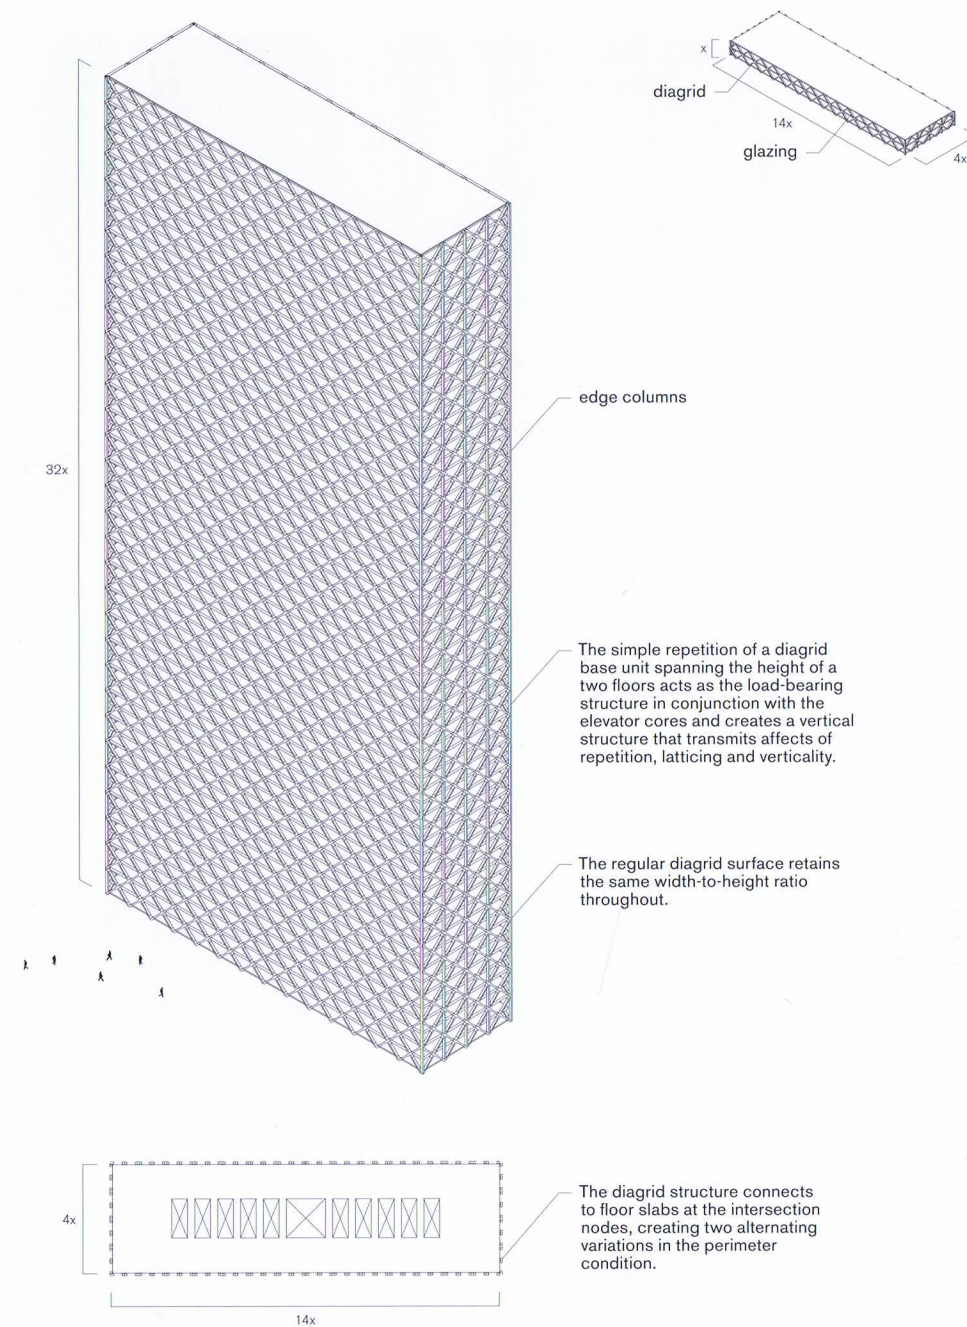 x
diagrid
14x
glazing
4x
edge columns
32x
The simple repetition of a diagrid
base unit spanning the height of a
two floors acts as the load-bearing
structure in conjunction with the
elevator cores and creates a vertical
structure that transmits affects of
repetition, latticing and verticality.
The regular diagrid surface retains
the same width-to-height ratio
throughout.
4x
The diagrid structure connects
to floor slabs at the intersection
nodes, creating two alternating
variations in the perimeter
condition.
14x